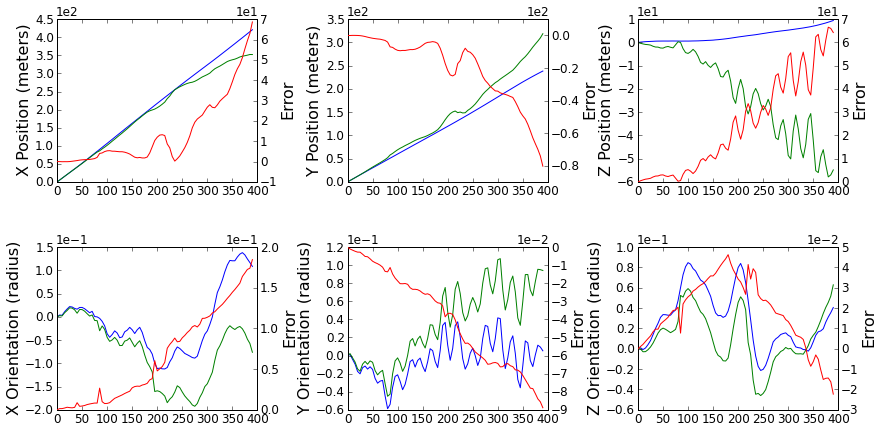 1e2 1e1
X Position (meters)
4.5 4.0 3.5 3.0 2.5 2.0 1.5 1.0 0.5 0.0
0 50 100 150 200 250 300 350 400
7 6 5 4 3 2 1 0 −1
Error
1e2 1e2
Y Position (meters)
3.5 3.0 2.5 2.0 1.5 1.0 0.5 0.0
0 50 100 150 200 250 300 350 400
0.0 −0.2 −0.4 −0.6 −0.8
Error
1e1 1e1
Z Position (meters)
1 0 −1 −2 −3 −4 −5 −6
0 50 100 150 200 250 300 350 400
7 6 5 4 3 2 1 0
Error
1e−1 1e−1
X Orientation (radius)
1.5 1.0 0.5 0.0 −0.5 −1.0 −1.5 −2.0
0 50 100 150 200 250 300 350 400
2.0 1.5 1.0 0.5 0.0
Error
1e−1 1e−2
Y Orientation (radius)
1.2 1.0 0.8 0.6 0.4 0.2 0.0 −0.2 −0.4 −0.6
0 50 100 150 200 250 300 350 400
0 −1 −2 −3 −4 −5 −6 −7 −8 −9
Error
1e−1 1e−2
Z Orientation (radius)
1.0 0.8 0.6 0.4 0.2 0.0 −0.2 −0.4 −0.6
0 50 100 150 200 250 300 350 400
5 4 3 2 1 0 −1 −2 −3
Error